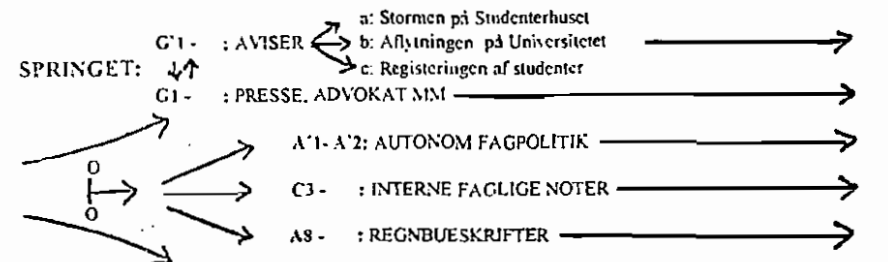 a: Stormen på Studenterhuset
G'1 - : AVISER b: Aflytningen på Universitetet
SPRINGET: c: Registeringen af studenter
G1 - : PRESSE. ADVOKAT MM
A'1- A'2: AUTONOM FAGPOLITIK
O
C3 - : INTERNE FAGLIGE NOTER
O
A8 - : REGNBUESKRIFTER